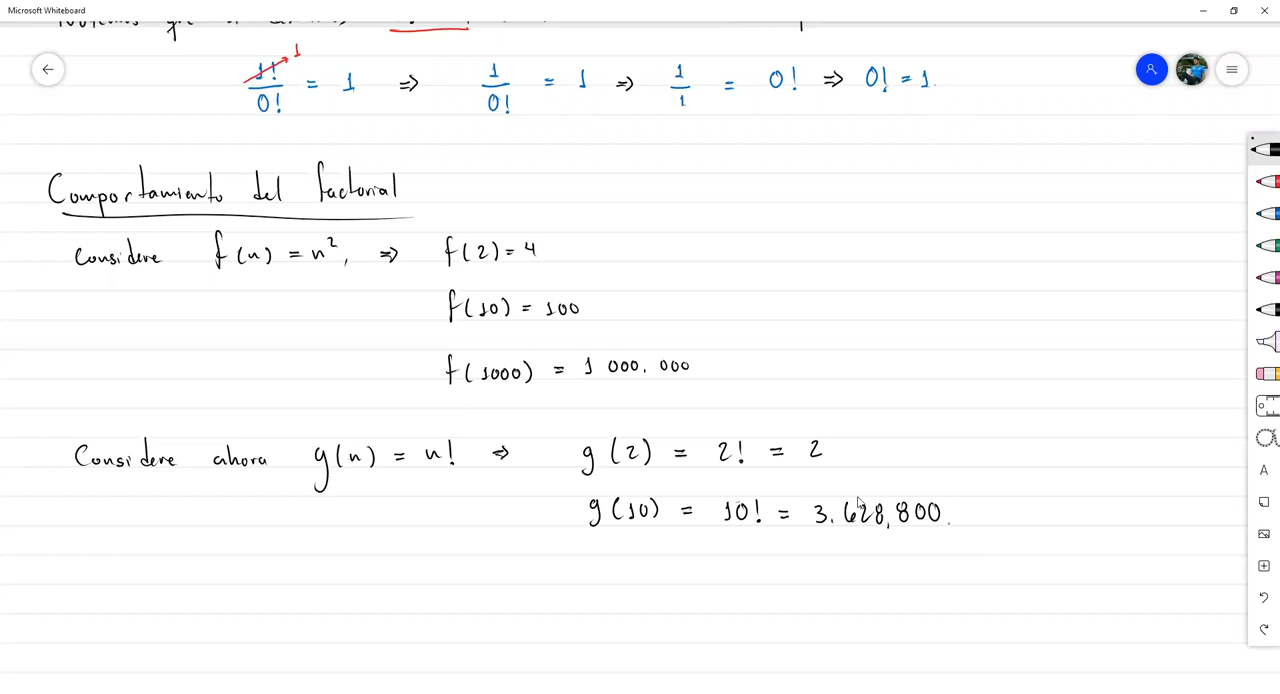 Microsoft Whiteboard
que
1!/0! = 1 ⇒ 1/0! = 1 ⇒ 1/1 = 0! ⇒ 0! = 1.
1
Comportamiento del factorial
Considere f(n) = n², ⇒ f(2) = 4
f(10) = 100
f(1000) = 1 000.000
Considere ahora g(n) = n! ⇒ g(2) = 2! = 2
g(10) = 10! = 3.628,800.
A